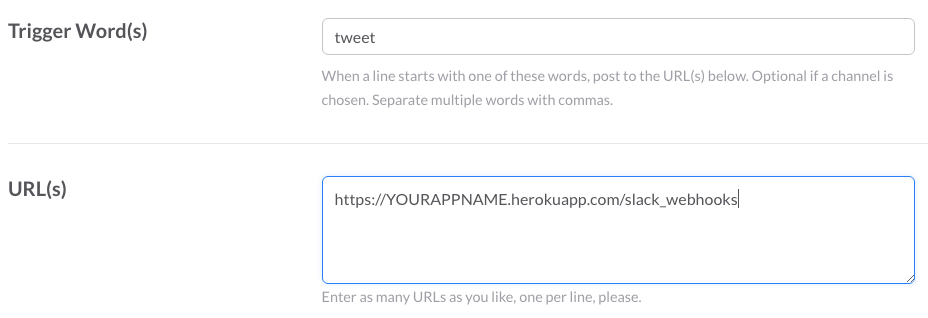 Trigger Word(s)
tweet
When a line starts with one of these words, post to the URL(s) below. Optional if a channel is
chosen. Separate multiple words with commas.
URL(s)
https://YOURAPPNAME.herokuapp.com/slack_webhooks
Enter as many URLs as you like, one per line, please.